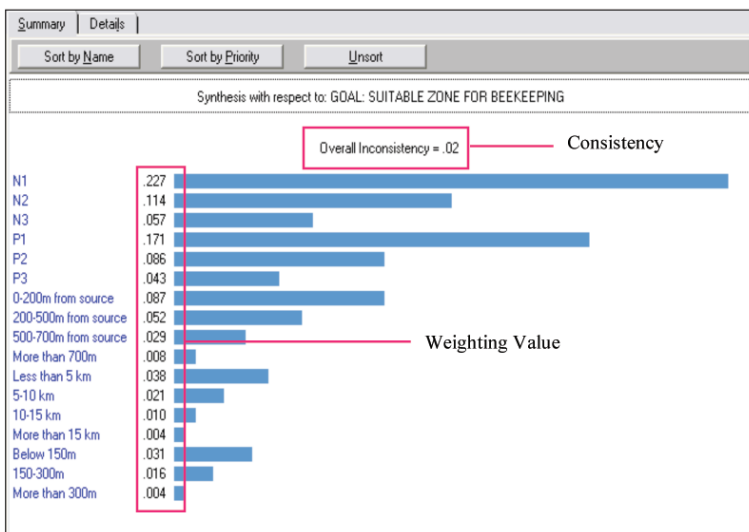 Summary Details
Sort by Name Sort by Priority Unsort
Synthesis with respect to: GOAL: SUITABLE ZONE FOR BEEKEEPING
Overall Inconsistency = .02 Consistency
N1 .227
N2 .114
N3 .057
P1 .171
P2 .086
P3 .043
0-200m from source .087
200-500m from source .052
500-700m from source .029
Weighting Value
More than 700m .008
Less than 5 km .038
5-10 km .021
10-15 km .010
More than 15 km .004
Below 150m .031
150-300m .016
More than 300m .004